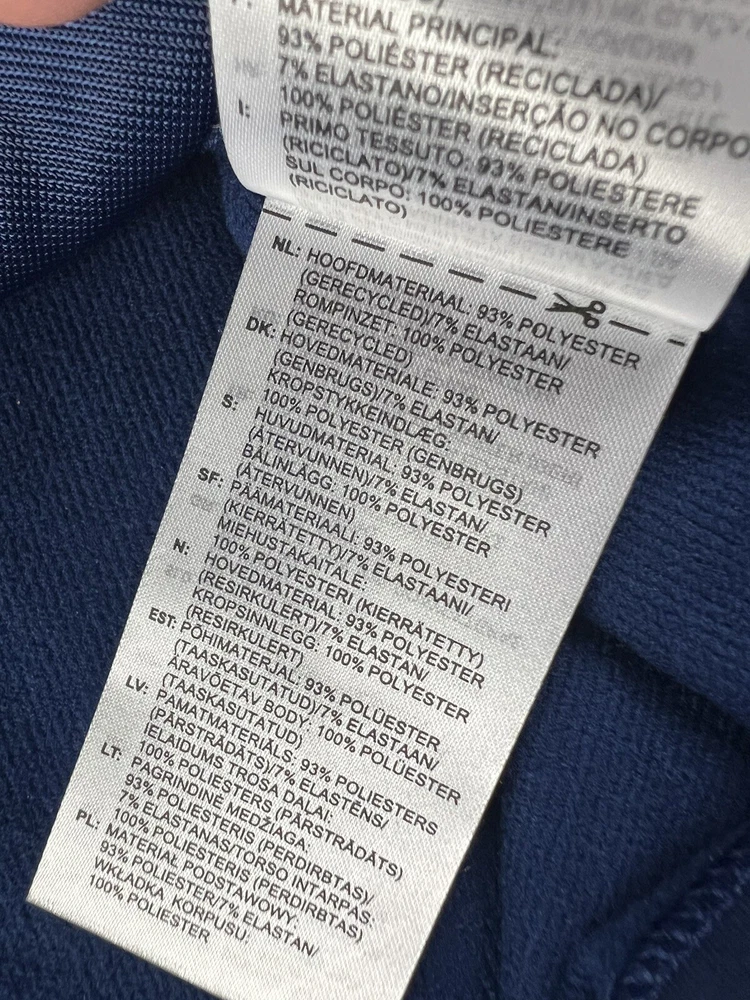 MATERIAL PRINCIPAL:
93% POLIÉSTER (RECICLADA)/
7% ELASTANO/INSERÇÃO NO CORPO
100% POLIÉSTER (RECICLADA)
I: PRIMO TESSUTO: 93% POLIESTERE
(RICICLATO)/7% ELASTAN/INSERTO
SUL CORPO: 100% POLIESTERE
(RICICLATO)
NL: HOOFDMATERIAAL: 93% POLYESTER
(GERECYCLED)/7% ELASTAAN/
ROMPINZET: 100% POLYESTER
(GERECYCLED)
DK: HOVEDMATERIALE: 93% POLYESTER
(GENBRUGS)/7% ELASTAN/
KROPSTYKKEINDLÆG:
100% POLYESTER (GENBRUGS)
S: HUVUDMATERIAL: 93% POLYESTER
(ÅTERVUNNEN)/7% ELASTAN/
BÅLINLÄGG: 100% POLYESTER
(ÅTERVUNNEN)
SF: PÄÄMATERIAALI: 93% POLYESTERI
(KIERRÄTETTY)/7% ELASTAANI/
MIEHUSTAKAITALE:
100% POLYESTERI (KIERRÄTETTY)
N: HOVEDMATERIAL: 93% POLYESTER
(RESIRKULERT)/7% ELASTAN/
KROPSINNLEGG: 100% POLYESTER
(RESIRKULERT)
EST: PÕHIMATERJAL: 93% POLÜESTER
(TAASKASUTATUD)/7% ELASTAAN/
ÄRAVÕETAV BODY: 100% POLÜESTER
(TAASKASUTATUD)
LV: PAMATMATERIĀLS: 93% POLIESTERS
(PĀRSTRĀDĀTS)/7% ELASTĒNS/
IELAIDUMS TROSA DAĻAI:
100% POLIESTERS (PĀRSTRĀDĀTS)
LT: PAGRINDINĖ MEDŽIAGA:
93% POLIESTERIS (PERDIRBTAS)/
7% ELASTANAS/TORSO INTARPAS:
100% POLIESTERIS (PERDIRBTAS)
PL: MATERIAŁ PODSTAWOWY:
93% POLIESTER/7% ELASTAN/
WKŁADKA, KORPUSU:
100% POLIESTER